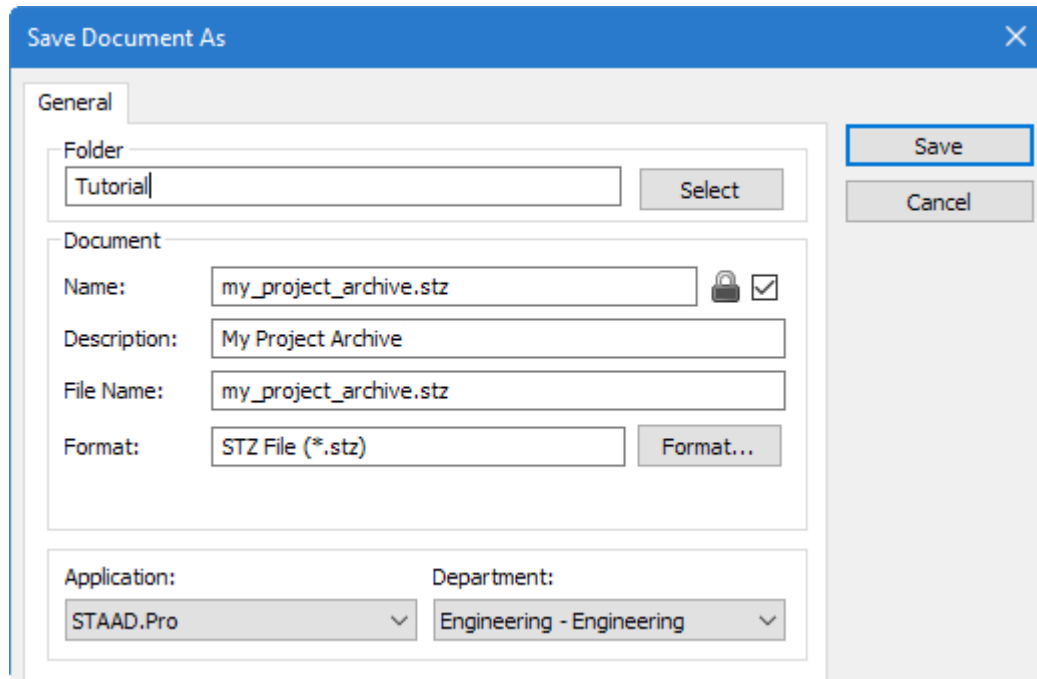 Save Document As
General
Folder
Tutorial
Select
Save
Cancel
Document
Name: my_project_archive.stz
Description: My Project Archive
File Name: my_project_archive.stz
Format: STZ File (*.stz) Format...
Application: Department:
STAAD.Pro Engineering - Engineering